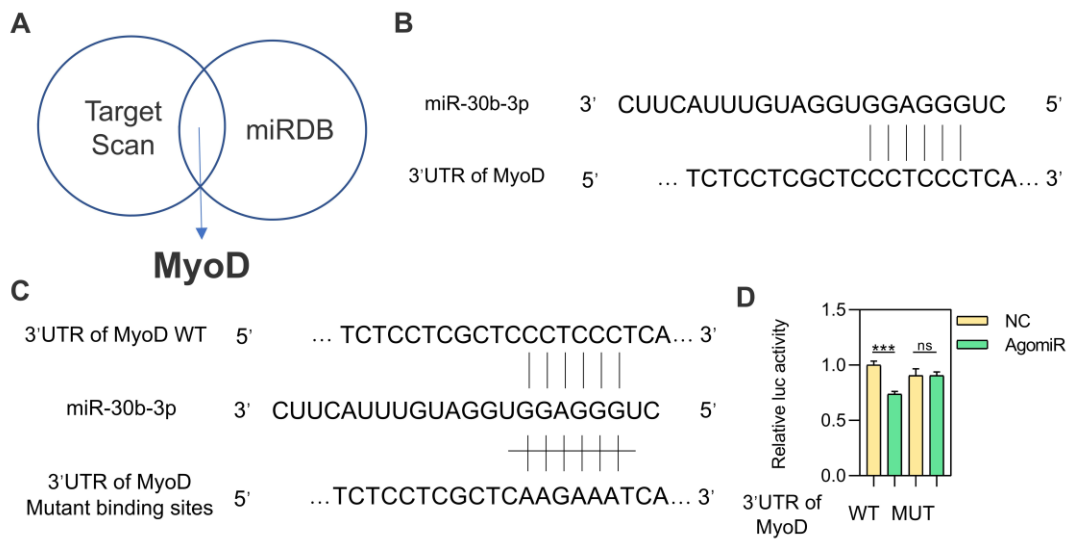 A
Target
Scan
miRDB
MyoD
B
miR-30b-3p 3’ CUUCAUUUGUAGGUGGAGGGUC 5’
3’UTR of MyoD 5’ ... TCTCCTCGCTCCCTCCCTCA... 3’
C
3’UTR of MyoD WT 5’ ... TCTCCTCGCTCCCTCCCTCA... 3’
miR-30b-3p 3’ CUUCAUUUGUAGGUGGAGGGUC 5’
3’UTR of MyoD
Mutant binding sites 5’ ...TCTCCTCGCTCAAGAAATCA... 3’
D
Relative luc activity
1.5
1.0
0.5
0.0
*** ns
NC
AgomiR
3’UTR of
MyoD
WT MUT